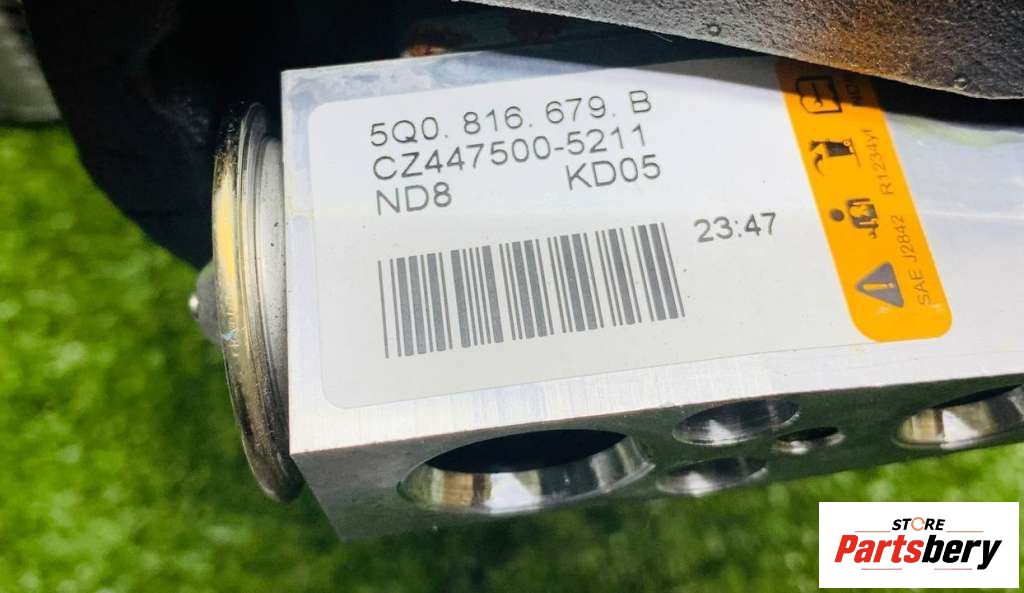 5Q0. 816. 679. B
CZ447500-5211
ND8 KD05
23:47
R1234yf
SAE J2842
STORE
Partsbery